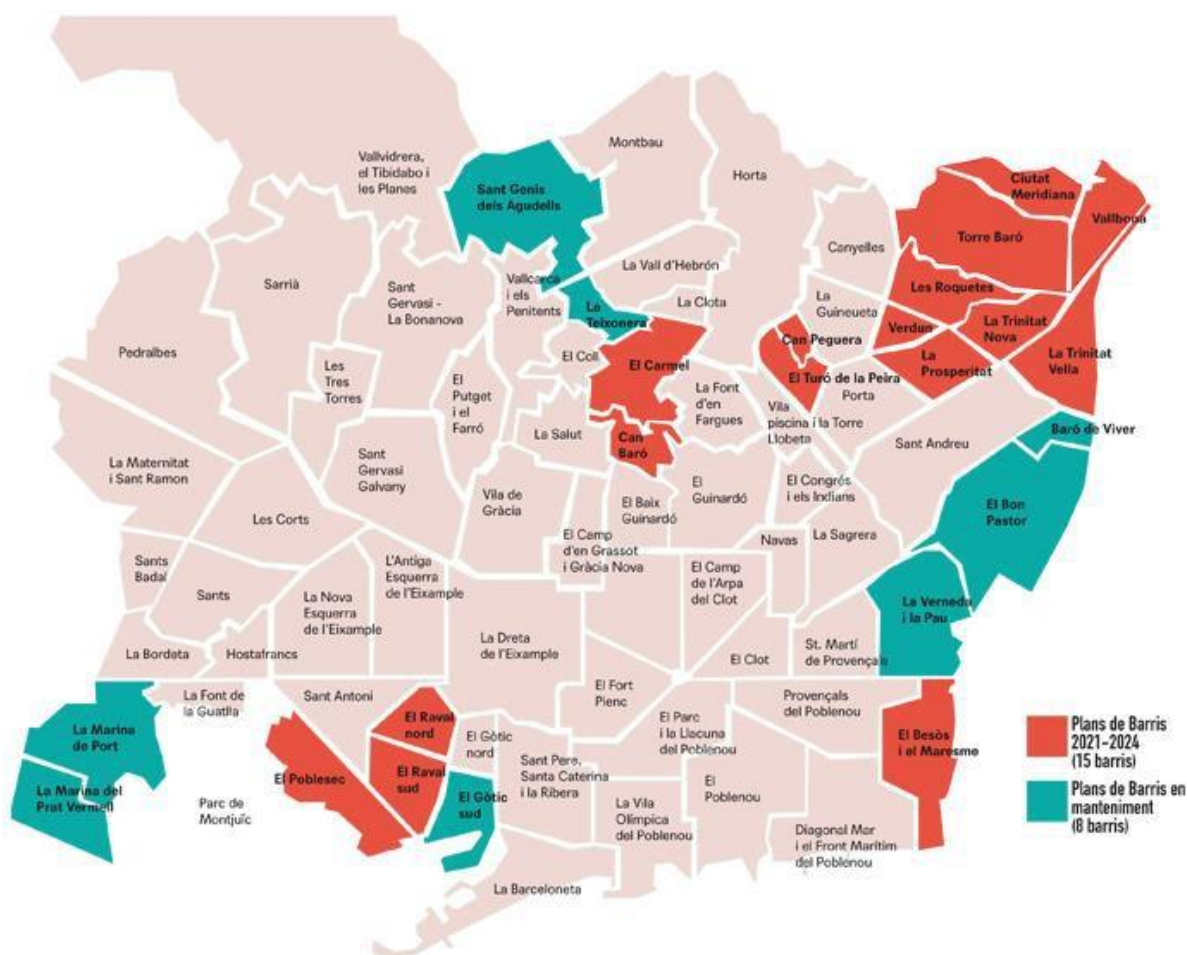 Vallvidrera,
el Tibidabo i
les Planes
Montbau
Horta
Sant Genís
dels Agudells
Ciutat
Meridiana
Vallbona
Torre Baró
Canyelles
La Vall d'Hebrón
Vallcarca
i els
Penitents
Sarrià
Sant
Gervasi -
La Bonanova
La
Teixonera
La Clota
La
Guineueta
Les Roquetes
Verdun
La Trinitat
Nova
Can Peguera
Pedralbes
Les
Tres
Torres
El Coll
El Carmel
El
Putget
i el
Farró
La Font
d'en
Fargues
El Turó de la Peira
Porta
La
Prosperitat
La Trinitat
Vella
Vila
piscina i la Torre
Llobeta
La Salut
Can
Baró
Sant Andreu
Baró de Viver
La Maternitat
i Sant Ramon
Sant
Gervasi
Galvany
Vila de
Gràcia
El Baix
Guinardó
El
Guinardó
El Congrés
i els Indians
El Bon
Pastor
Les Corts
El Camp
d'en Grassot
i Gràcia Nova
Navas
La Sagrera
Sants
Badal
Sants
La Nova
Esquerra
de l'Eixample
L'Antiga
Esquerra
de l'Eixample
El Camp
de l'Arpa
del Clot
La Verneda
i la Pau
La Bordeta
Hostafrancs
La Dreta
de l'Eixample
El Clot
St. Martí
de Provençals
La Font de
la Guatlla
Sant Antoni
El Fort
Pienc
Provençals
del Poblenou
La Marina
de Port
El Raval
nord
El Gòtic
nord
El Parc
i la Llacuna
del Poblenou
El Besòs
i el Maresme
Plans de Barris
2021-2024
(15 barris)
La Marina del
Prat Vermell
Parc de
Montjuïc
El Poblesec
El Raval
sud
El Gòtic
sud
Sant Pere,
Santa Caterina
i la Ribera
La Vila
Olímpica
del Poblenou
El
Poblenou
Diagonal Mar
i el Front Marítim
del Poblenou
Plans de Barris en
manteniment
(8 barris)
La Barceloneta